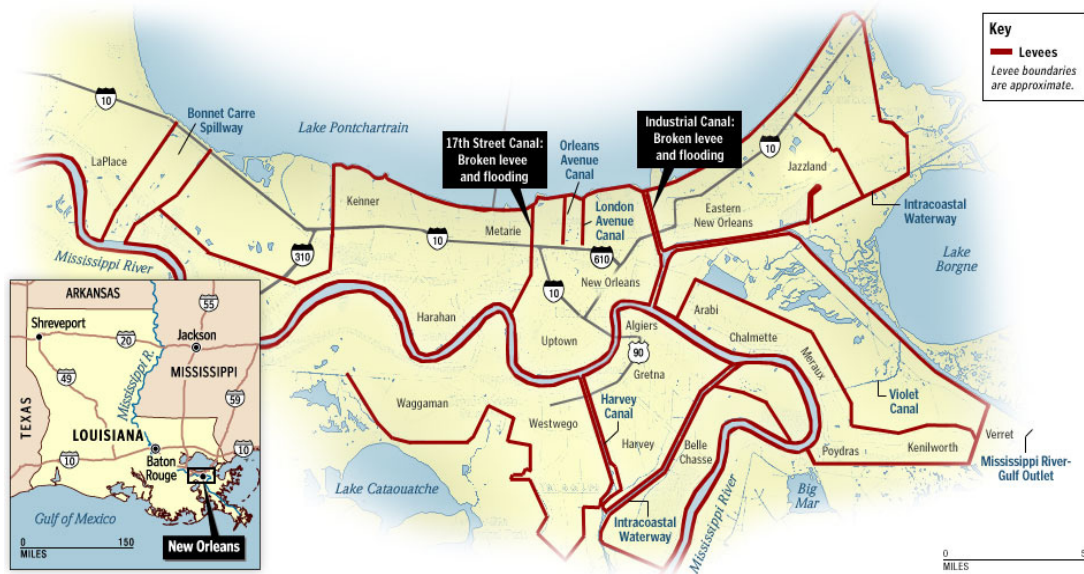 Key
Levees
Levee boundaries
are approximate.
10
Bonnet Carre
Spillway
Lake Pontchartrain
17th Street Canal:
Broken levee
and flooding
Orleans
Avenue
Canal
Industrial Canal:
Broken levee
and flooding
10
Jazzland
LaPlace
Kenner
Metarie
London
Avenue
Canal
Eastern
New Orleans
Intracoastal
Waterway
Mississippi River
310
10
610
Lake
Borgne
10
New Orleans
Harahan
Uptown
Algiers
90
Gretna
Arabi
Chalmette
Meraux
Violet
Canal
Waggaman
Westwego
Harvey
Canal
Harvey
Belle
Chasse
Poydras
Kenilworth
Verret
Mississippi River-
Gulf Outlet
Lake Cataouatche
Intracoastal
Waterway
Mississippi River
Big
Mar
0
MILES
ARKANSAS
55
Shreveport
20
Jackson
Mississippi R.
MISSISSIPPI
49
59
TEXAS
LOUISIANA
10
Baton
Rouge
10
Gulf of Mexico
0
150
MILES
New Orleans